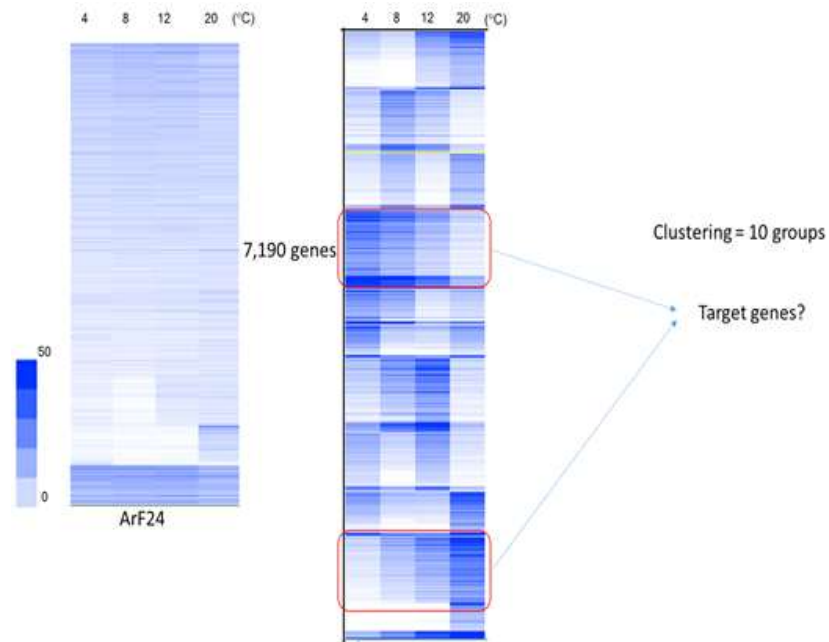 4 8 12 20 (°C)
4 8 12 20 (°C)
7,190 genes
Clustering = 10 groups
Target genes?
50
0
ArF24